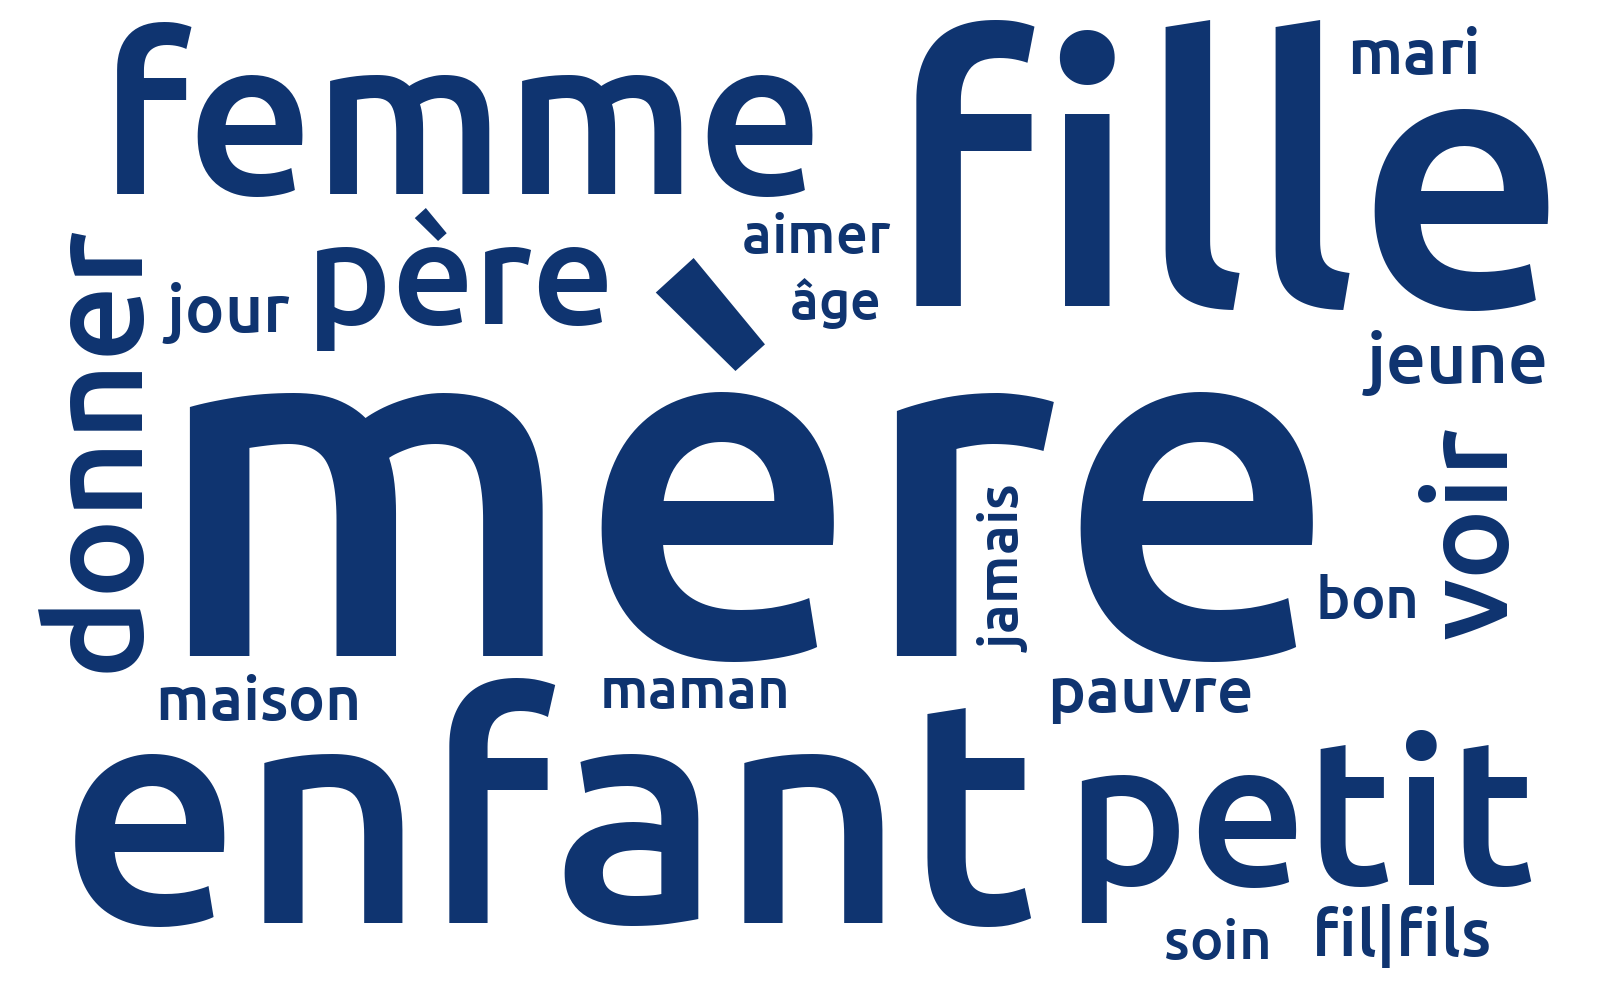 femme
fille
mari
donner
jour
père
aimer
âge
jeune
mère
jamais
voir
bon
maison
maman
pauvre
enfant
petit
soin
fil|fils